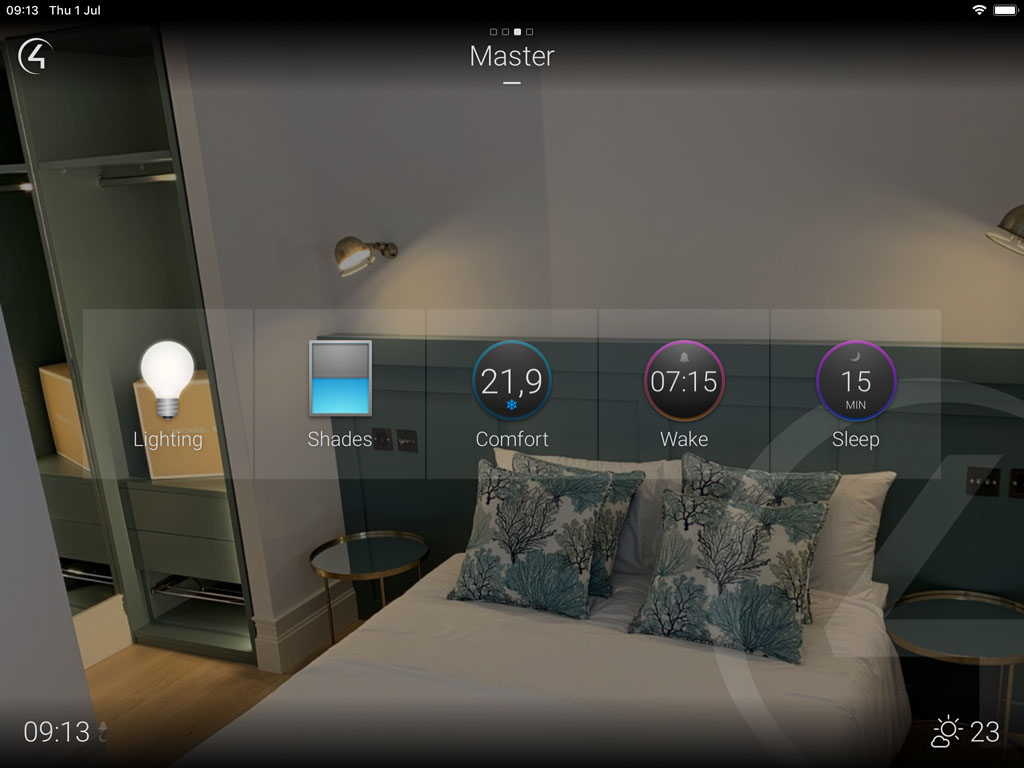 09:13 Thu 1 Jul
4
Master
21,9
07:15
15
MIN
Lighting
Shades
Comfort
Wake
Sleep
09:13
23